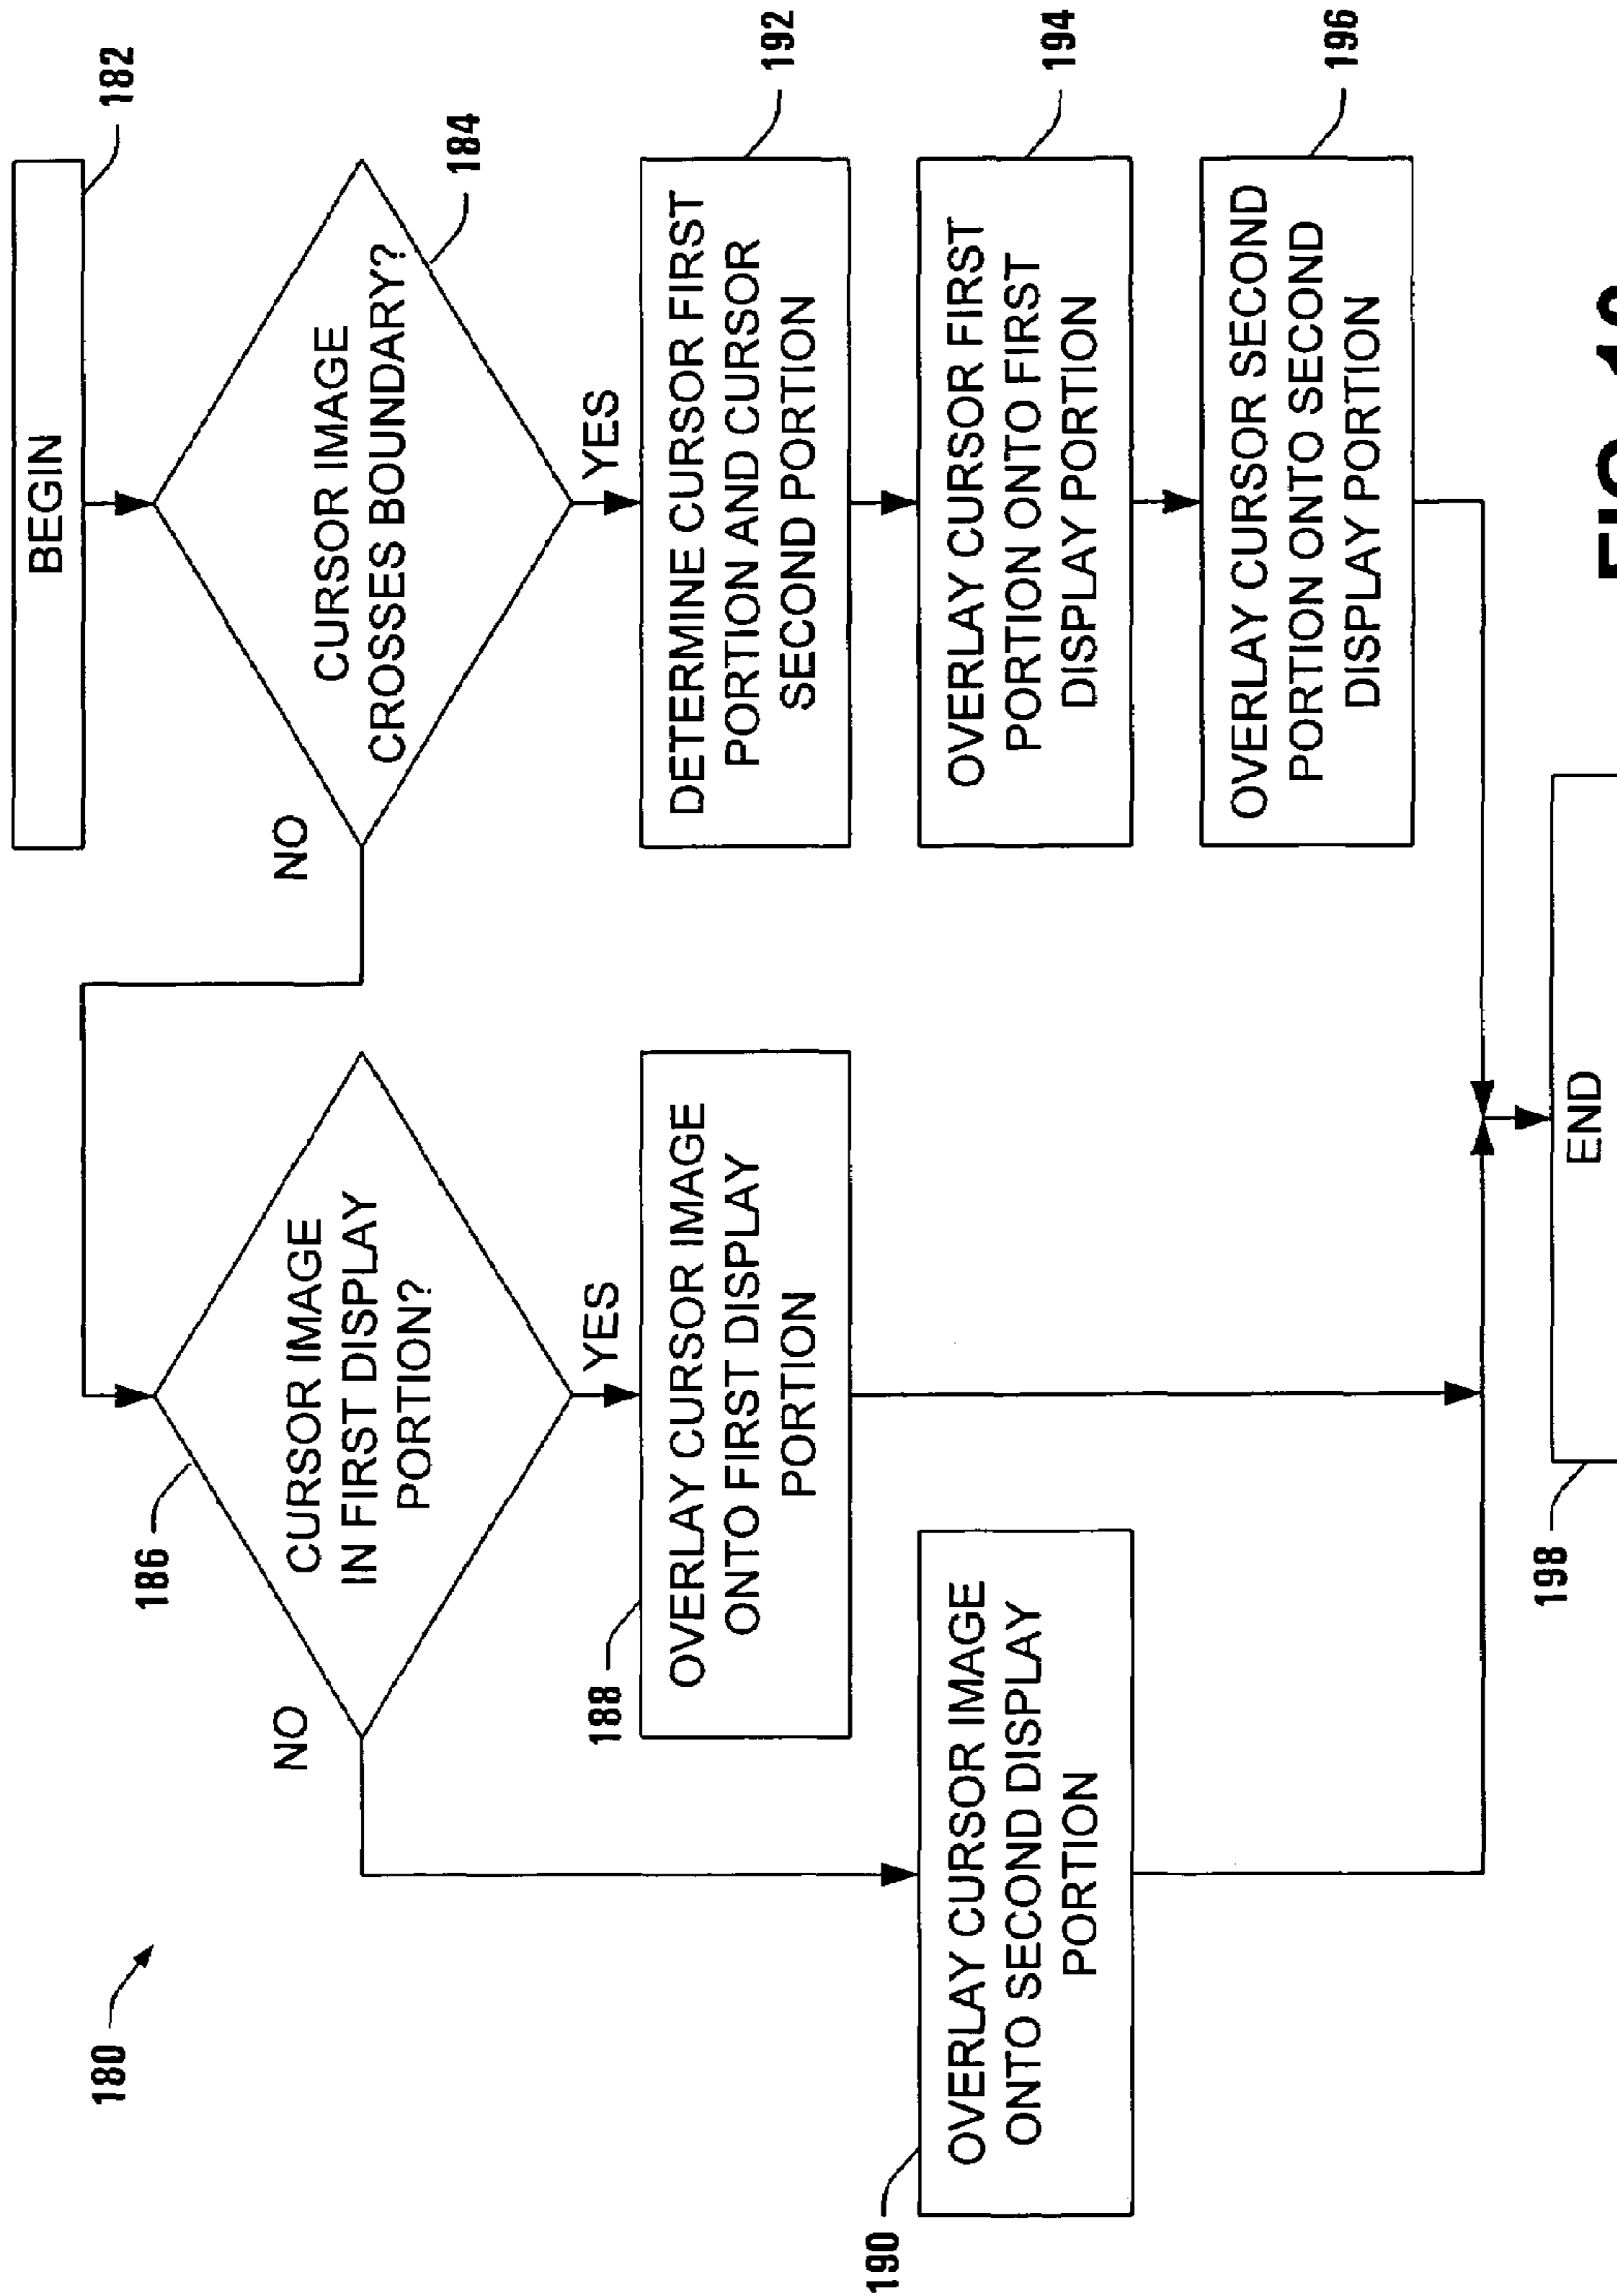 180
BEGIN
182
CURSOR IMAGE
CROSSES BOUNDARY?
184
NO
YES
186
CURSOR IMAGE
IN FIRST DISPLAY
PORTION?
NO
YES
188
OVERLAY CURSOR IMAGE
ONTO FIRST DISPLAY
PORTION
DETERMINE CURSOR FIRST
PORTION AND CURSOR
SECOND PORTION
192
190
OVERLAY CURSOR IMAGE
ONTO SECOND DISPLAY
PORTION
OVERLAY CURSOR FIRST
PORTION ONTO FIRST
DISPLAY PORTION
194
OVERLAY CURSOR SECOND
PORTION ONTO SECOND
DISPLAY PORTION
196
198
END